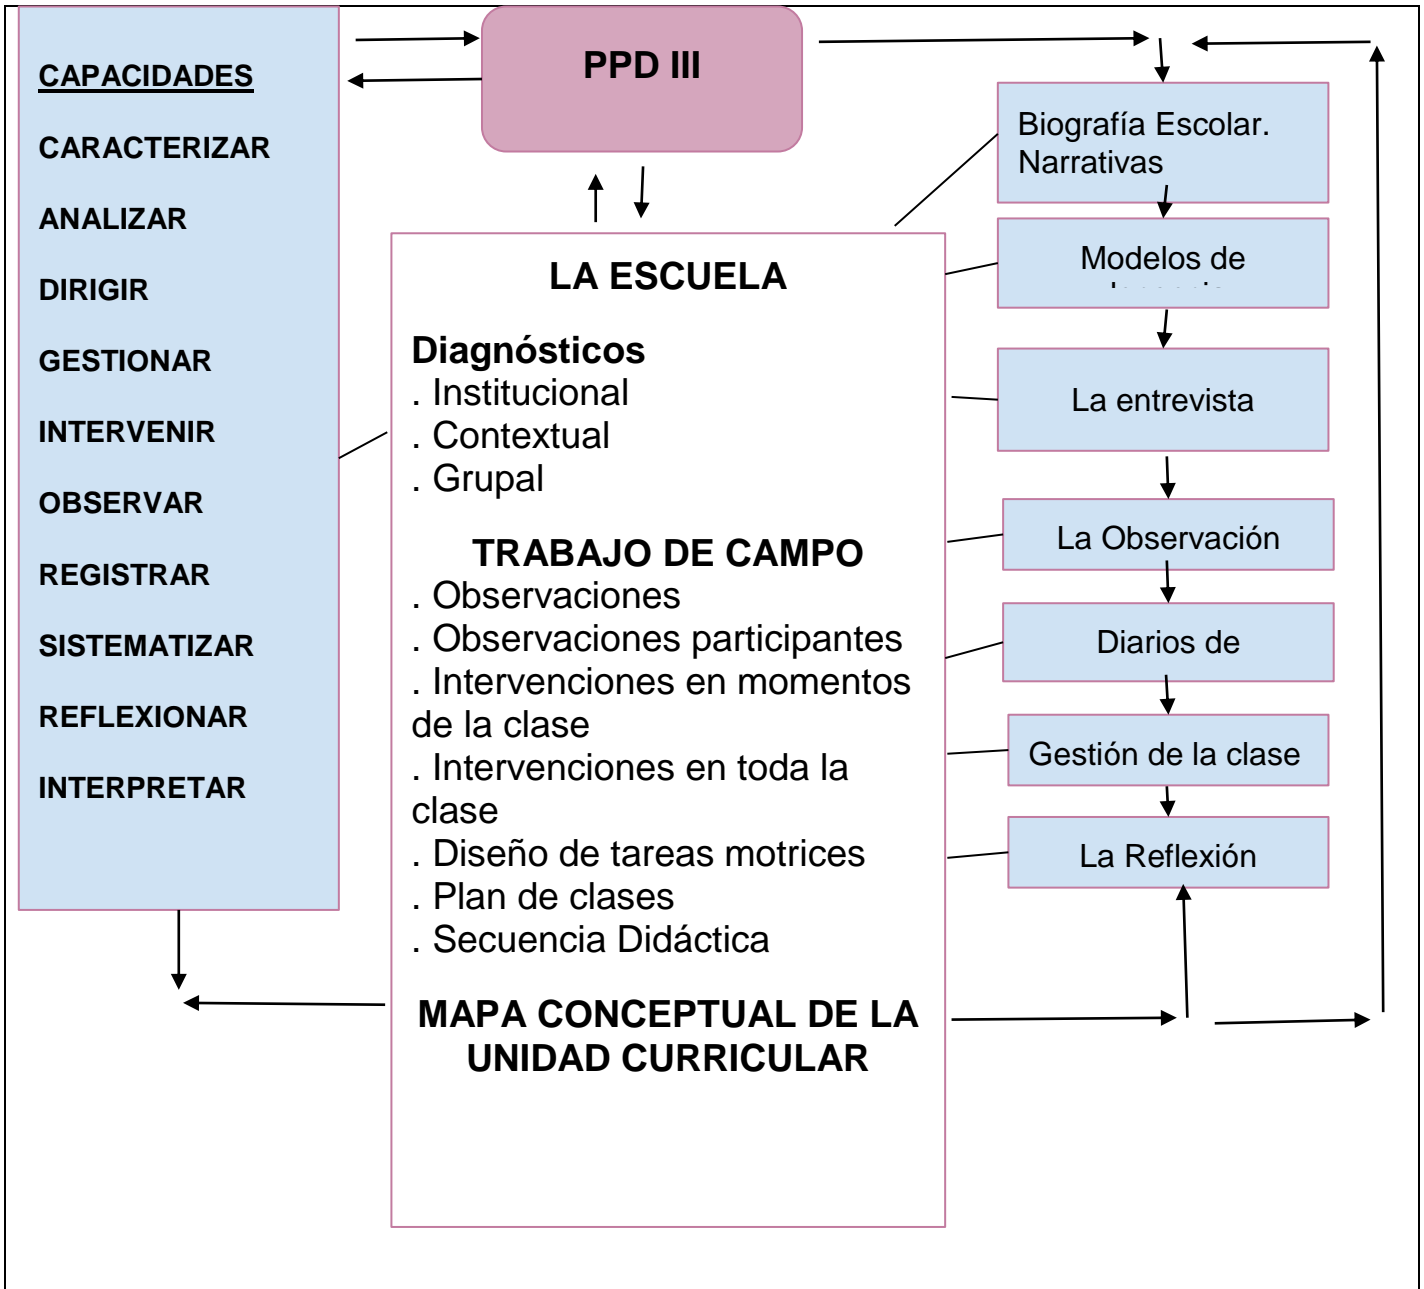 CAPACIDADES
CARACTERIZAR
ANALIZAR
DIRIGIR
GESTIONAR
INTERVENIR
OBSERVAR
REGISTRAR
SISTEMATIZAR
REFLEXIONAR
INTERPRETAR
PPD III
LA ESCUELA
Diagnósticos
. Institucional
. Contextual
. Grupal
TRABAJO DE CAMPO
. Observaciones
. Observaciones participantes
. Intervenciones en momentos
de la clase
. Intervenciones en toda la
clase
. Diseño de tareas motrices
. Plan de clases
. Secuencia Didáctica
MAPA CONCEPTUAL DE LA
UNIDAD CURRICULAR
Biografía Escolar.
Narrativas
Modelos de
La entrevista
La Observación
Diarios de
Gestión de la clase
La Reflexión